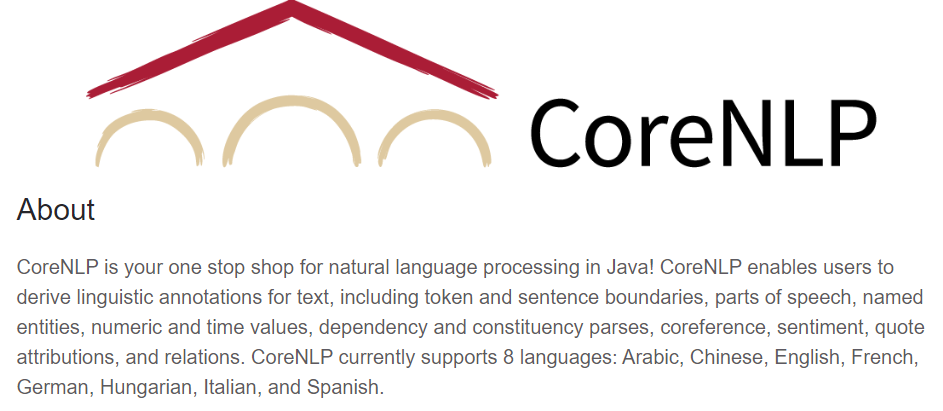 CoreNLP
About
CoreNLP is your one stop shop for natural language processing in Java! CoreNLP enables users to
derive linguistic annotations for text, including token and sentence boundaries, parts of speech, named
entities, numeric and time values, dependency and constituency parses, coreference, sentiment, quote
attributions, and relations. CoreNLP currently supports 8 languages: Arabic, Chinese, English, French,
German, Hungarian, Italian, and Spanish.